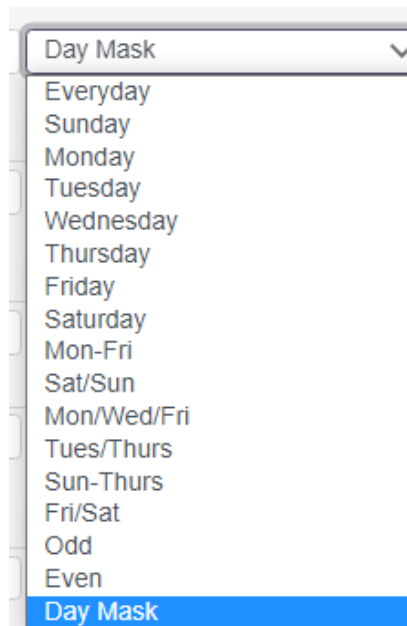 Day Mask
Everyday
Sunday
Monday
Tuesday
Wednesday
Thursday
Friday
Saturday
Mon-Fri
Sat/Sun
Mon/Wed/Fri
Tues/Thurs
Sun-Thurs
Fri/Sat
Odd
Even
Day Mask